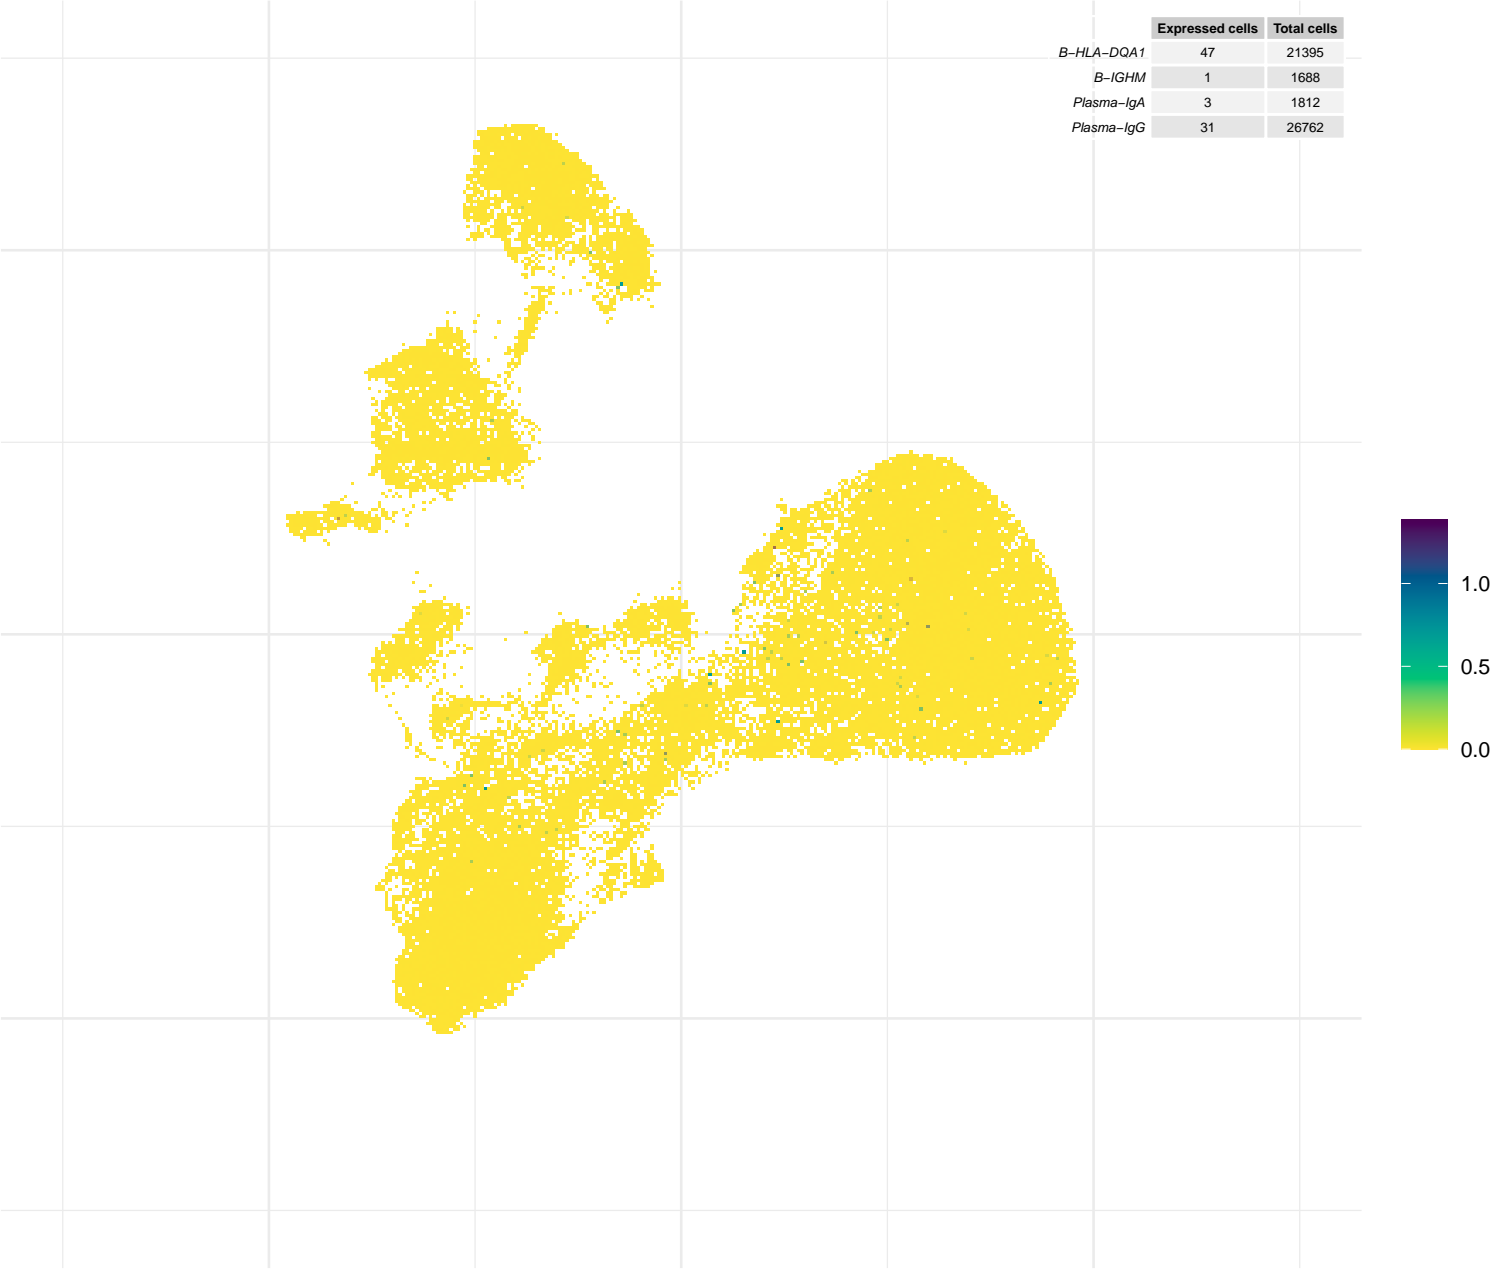 Expressed cells Total cells
B−HLA−DQA1 47 21395
B−IGHM 1 1688
Plasma−IgA 3 1812
Plasma−IgG 31 26762
1.0
0.5
0.0